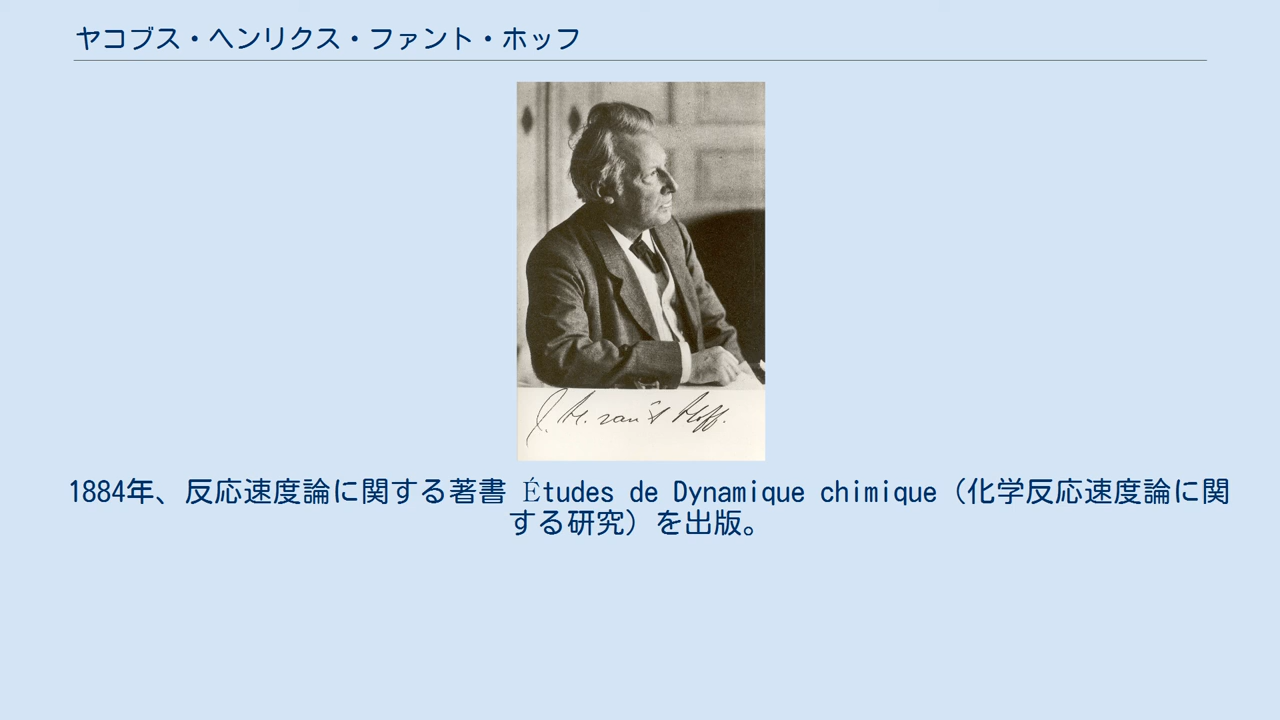 ヤコブス・ヘンリクス・ファント・ホッフ
J. H. van 't Hoff.
1884年、反応速度論に関する著書 Études de Dynamique chimique（化学反応速度論に関
する研究）を出版。